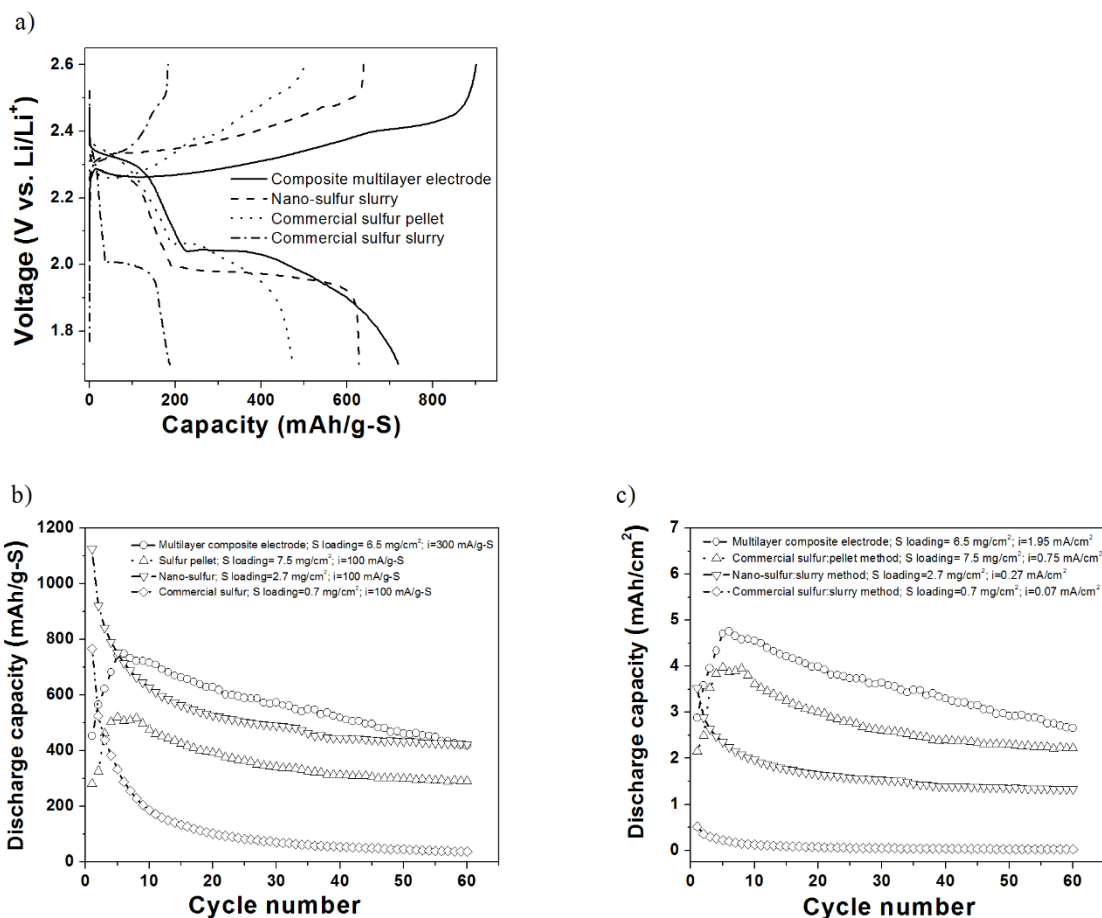 a)
2.6
2.4
2.2
2.0
1.8
Voltage (V vs. Li/Li⁺)
Composite multilayer electrode
Nano-sulfur slurry
Commercial sulfur pellet
Commercial sulfur slurry
0 200 400 600 800
Capacity (mAh/g-S)
b)
1200
1000
800
600
400
200
0
Discharge capacity (mAh/g-S)
Multilayer composite electrode; S loading= 6.5 mg/cm²; i=300 mA/g-S
Sulfur pellet; S loading= 7.5 mg/cm²; i=100 mA/g-S
Nano-sulfur; S loading=2.7 mg/cm²; i=100 mA/g-S
Commercial sulfur; S loading=0.7 mg/cm²; i=100 mA/g-S
0 10 20 30 40 50 60
Cycle number
c)
7
6
5
4
3
2
1
0
Discharge capacity (mAh/cm²)
Multilayer composite electrode; S loading= 6.5 mg/cm²; i=1.95 mA/cm²
Commercial sulfur:pellet method; S loading= 7.5 mg/cm²; i=0.75 mA/cm²
Nano-sulfur:slurry method; S loading=2.7 mg/cm²; i=0.27 mA/cm²
Commercial sulfur:slurry method; S loading=0.7 mg/cm²; i=0.07 mA/cm²
0 10 20 30 40 50 60
Cycle number